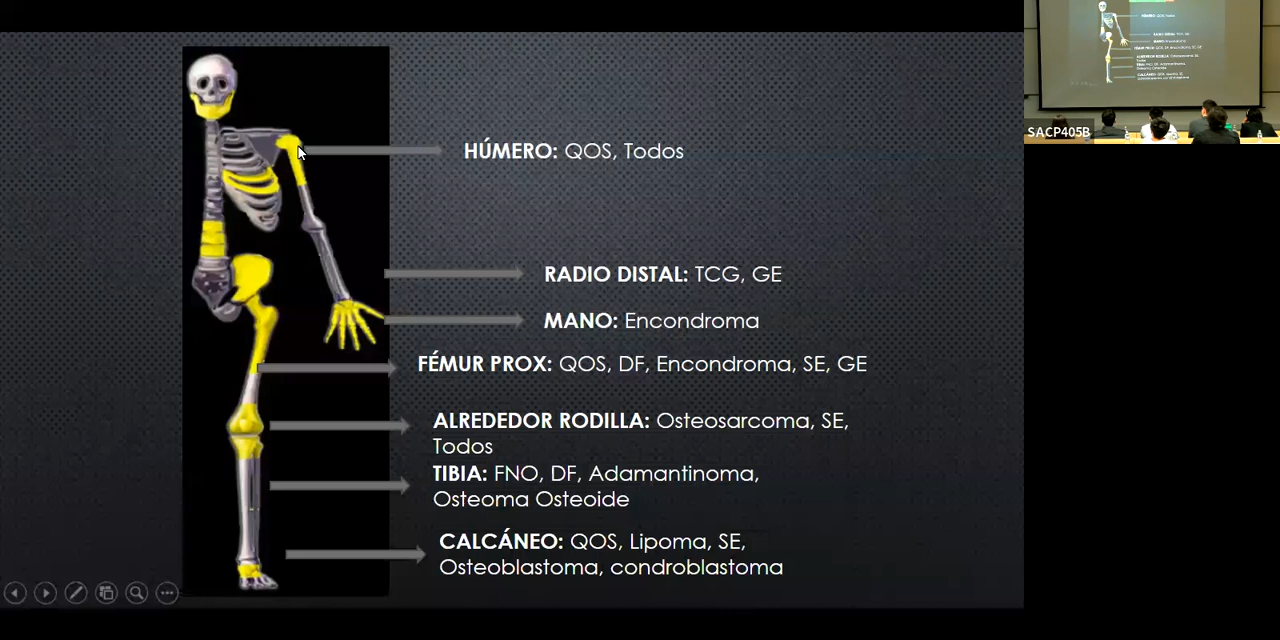 HÚMERO: QOS, Todos
RADIO DISTAL: TCG, GE
MANO: Encondroma
FÉMUR PROX: QOS, DF, Encondroma, SE, GE
ALREDEDOR RODILLA: Osteosarcoma, SE,
Todos
TIBIA: FNO, DF, Adamantinoma,
Osteoma Osteoide
CALCÁNEO: QOS, Lipoma, SE,
Osteoblastoma, condroblastoma
SACP405B